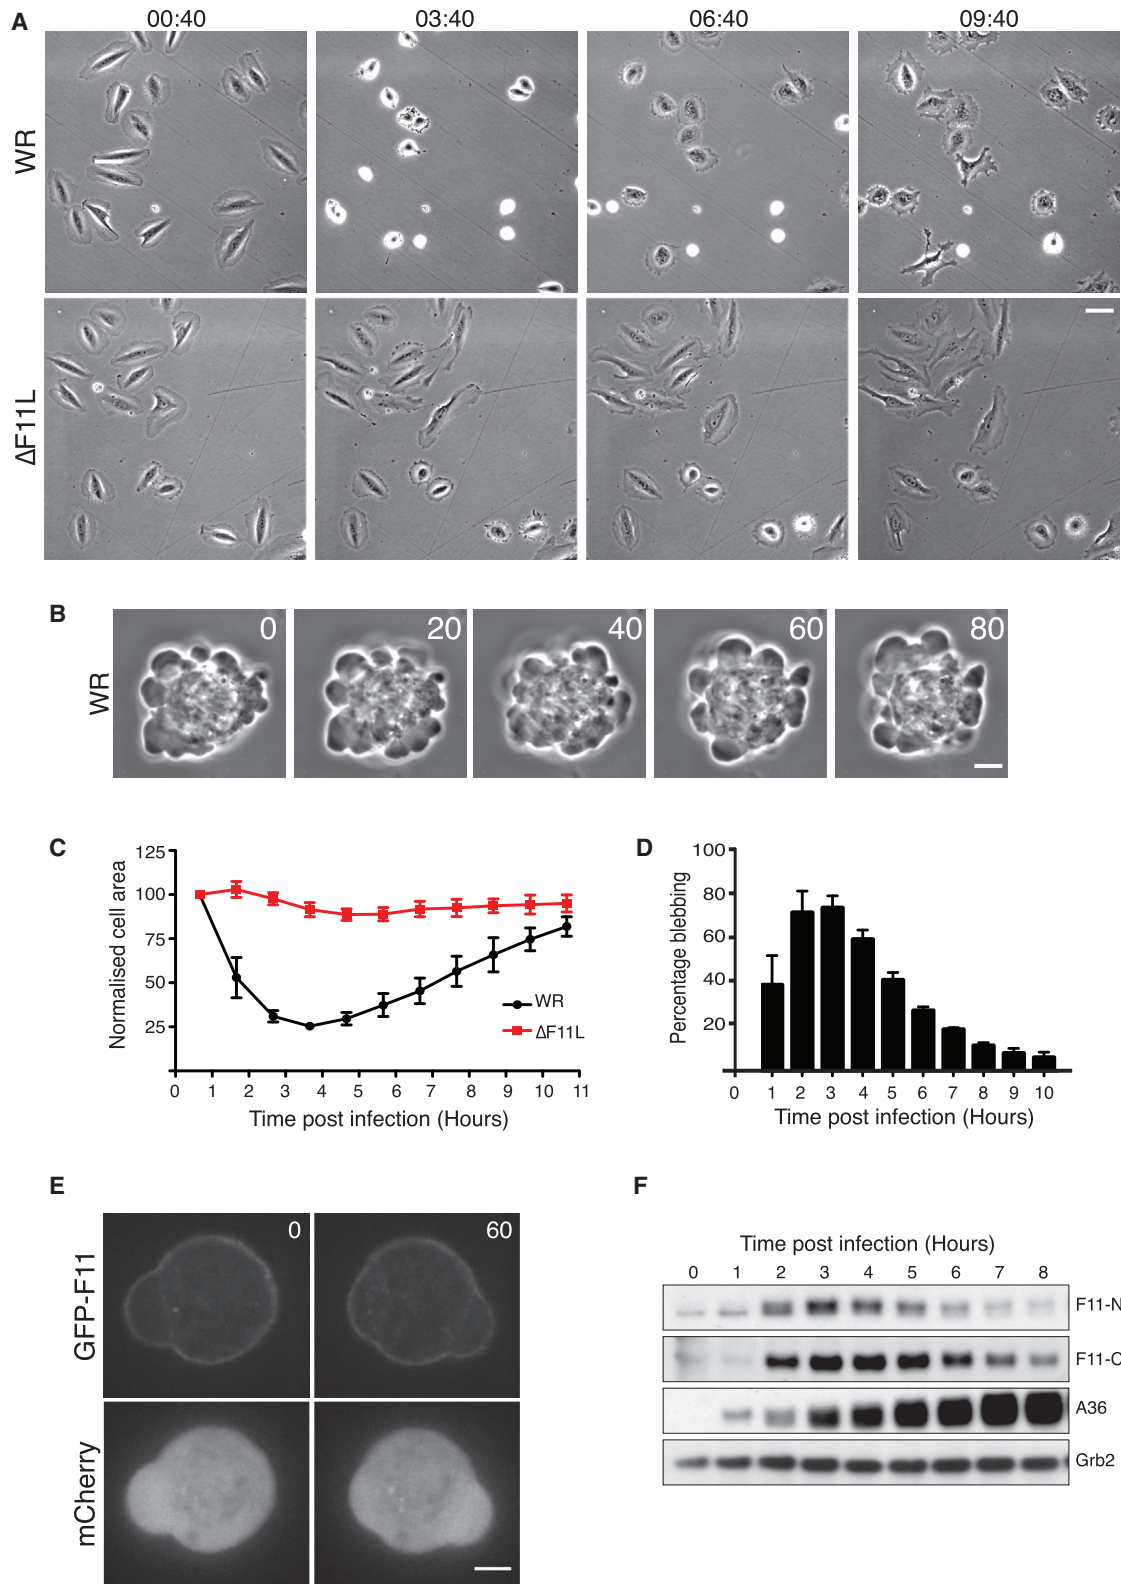 A
00:40 03:40 06:40 09:40
WR
ΔF11L
B
WR
0 20 40 60 80
C
Normalised cell area
125
100
75
50
25
0 1 2 3 4 5 6 7 8 9 10 11
Time post infection (Hours)
WR
ΔF11L
D
Percentage blebbing
100
80
60
40
20
0 1 2 3 4 5 6 7 8 9 10
Time post infection (Hours)
E
GFP-F11
0 60
mCherry
F
Time post infection (Hours)
0 1 2 3 4 5 6 7 8
F11-N
F11-C
A36
Grb2